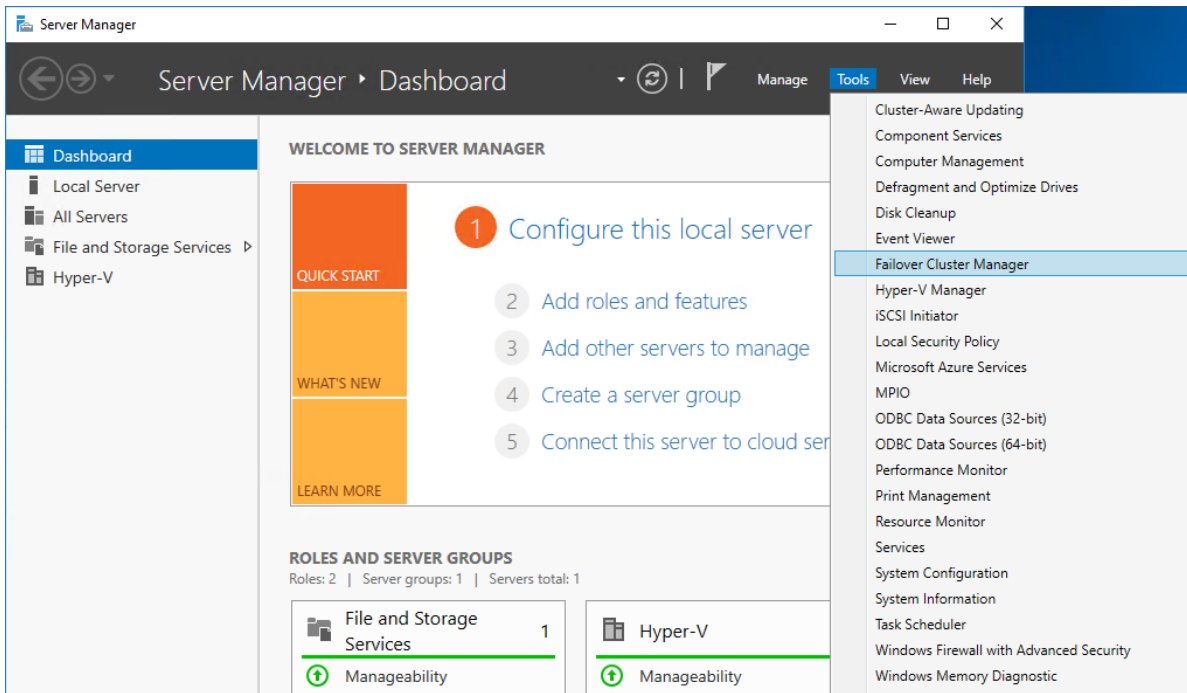 Server Manager
Server Manager ‣ Dashboard
Manage
Tools
View
Help
Dashboard
Local Server
All Servers
File and Storage Services
Hyper-V
WELCOME TO SERVER MANAGER
QUICK START
WHAT'S NEW
LEARN MORE
1 Configure this local server
2 Add roles and features
3 Add other servers to manage
4 Create a server group
5 Connect this server to cloud ser
ROLES AND SERVER GROUPS
Roles: 2 | Server groups: 1 | Servers total: 1
File and Storage
Services
1
Manageability
Hyper-V
Manageability
Cluster-Aware Updating
Component Services
Computer Management
Defragment and Optimize Drives
Disk Cleanup
Event Viewer
Failover Cluster Manager
Hyper-V Manager
iSCSI Initiator
Local Security Policy
Microsoft Azure Services
MPIO
ODBC Data Sources (32-bit)
ODBC Data Sources (64-bit)
Performance Monitor
Print Management
Resource Monitor
Services
System Configuration
System Information
Task Scheduler
Windows Firewall with Advanced Security
Windows Memory Diagnostic